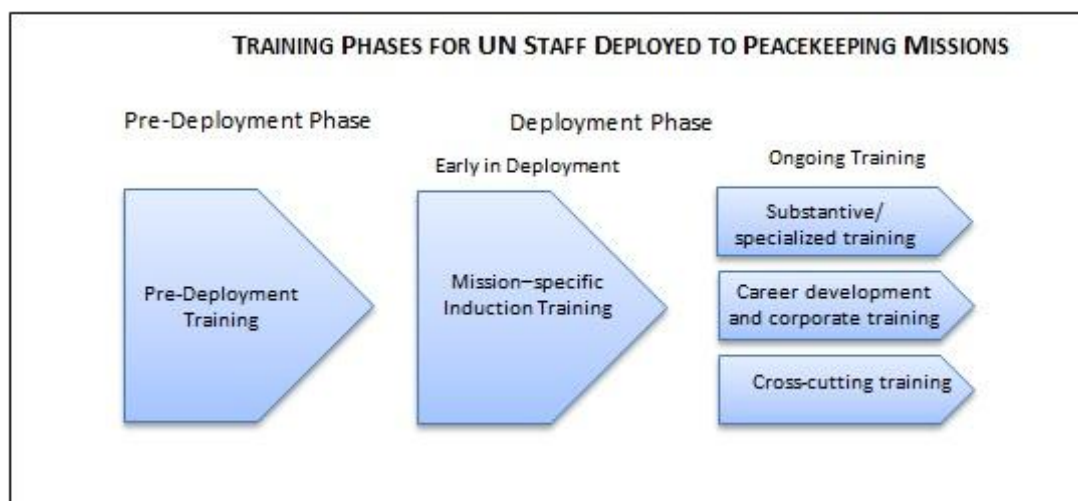 TRAINING PHASES FOR UN STAFF DEPLOYED TO PEACEKEEPING MISSIONS
Pre-Deployment Phase
Deployment Phase
Early in Deployment
Ongoing Training
Pre-Deployment
Training
Mission–specific
Induction Training
Substantive/
specialized training
Career development
and corporate training
Cross-cutting training